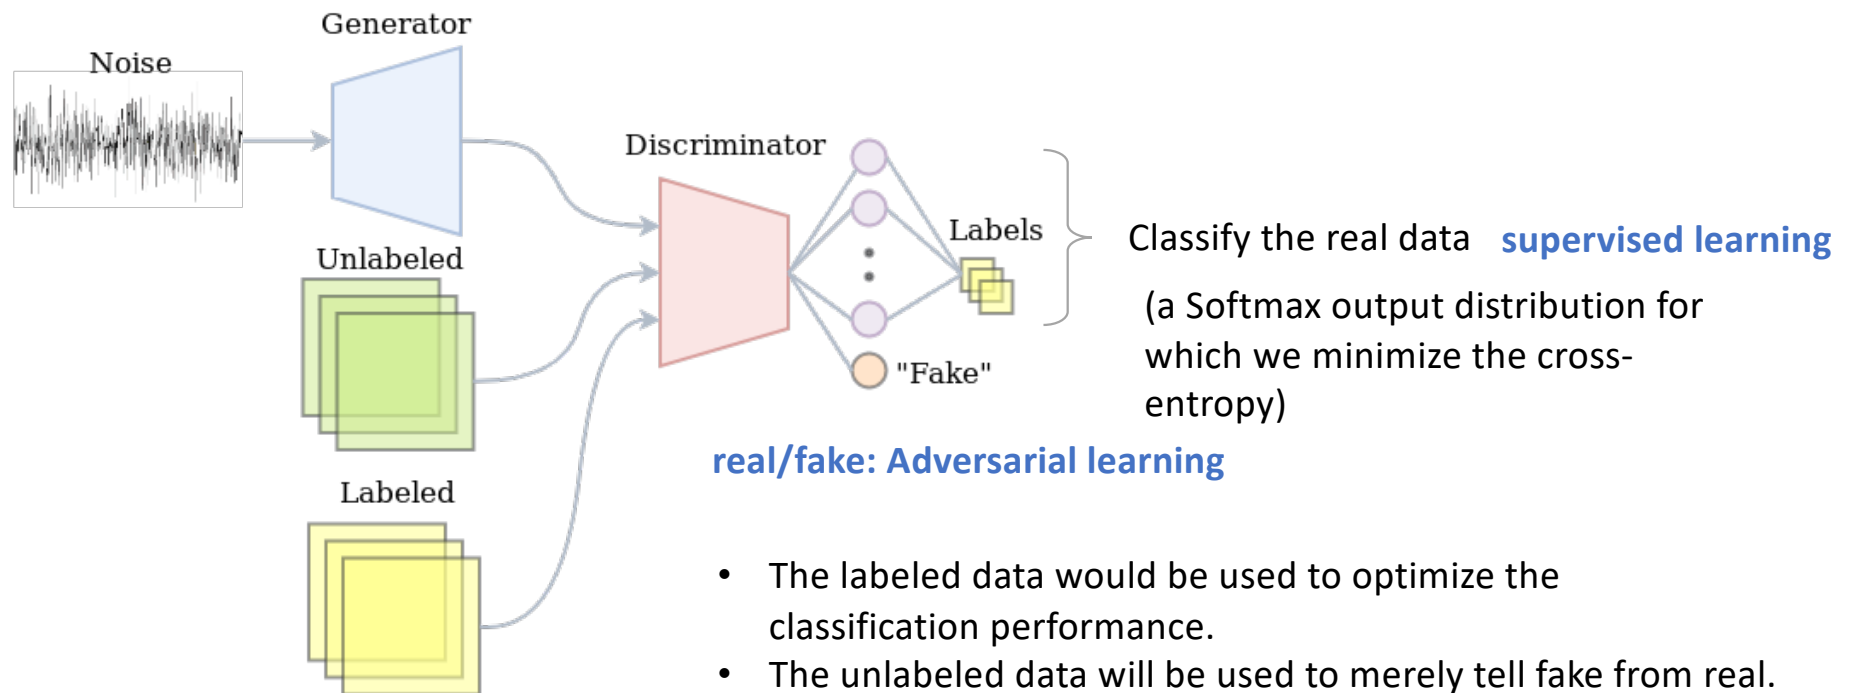 Generator
Noise
Discriminator
Unlabeled
Labels
Classify the real data supervised learning
(a Softmax output distribution for
which we minimize the cross-
entropy)
"Fake"
real/fake: Adversarial learning
Labeled
• The labeled data would be used to optimize the
classification performance.
• The unlabeled data will be used to merely tell fake from real.